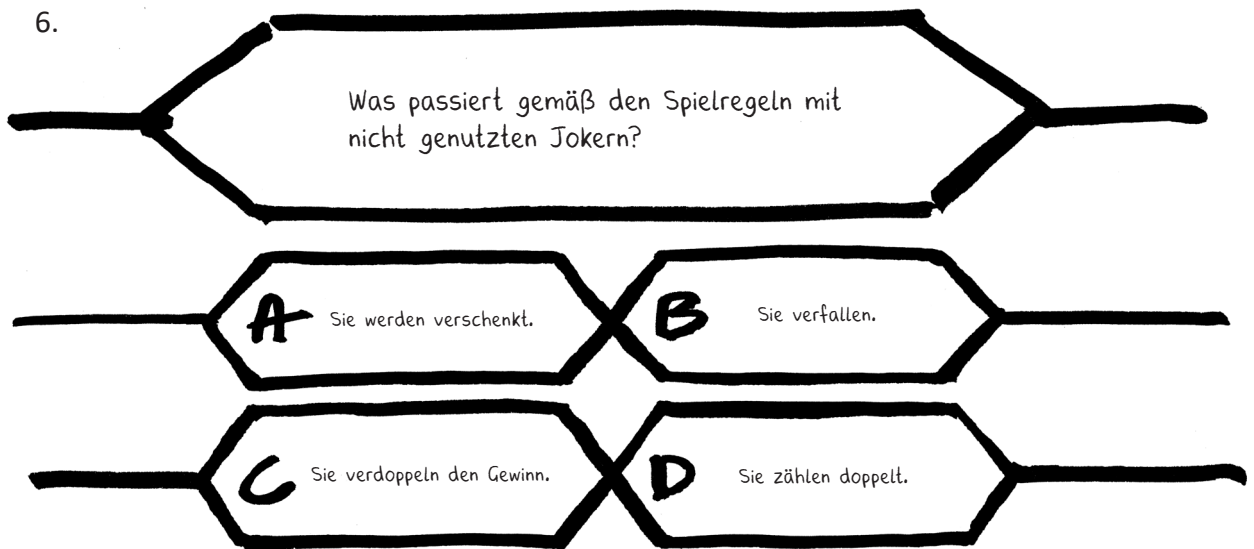 6.
Was passiert gemäß den Spielregeln mit
nicht genutzten Jokern?
A Sie werden verschenkt.
B Sie verfallen.
C Sie verdoppeln den Gewinn.
D Sie zählen doppelt.